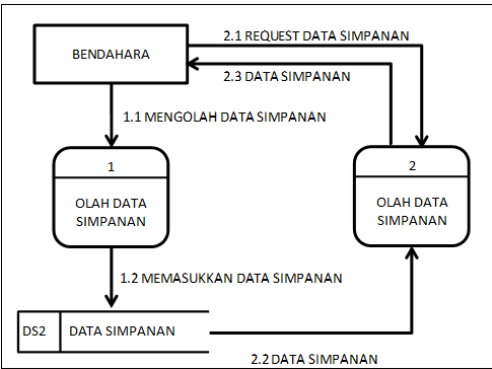 2.1 REQUEST DATA SIMPANAN
BENDAHARA
2.3 DATA SIMPANAN
1.1 MENGOLAH DATA SIMPANAN
1
OLAH DATA
SIMPANAN
2
OLAH DATA
SIMPANAN
1.2 MEMASUKKAN DATA SIMPANAN
DS2
DATA SIMPANAN
2.2 DATA SIMPANAN